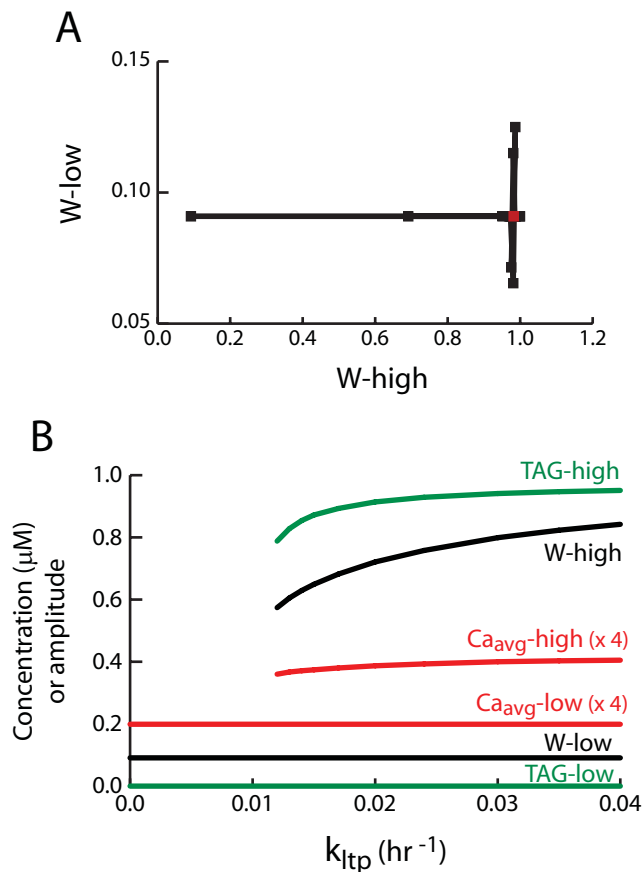 A
0.15
0.10
0.05
W-low
0.0 0.2 0.4 0.6 0.8 1.0 1.2
W-high
B
1.0
0.8
0.6
0.4
0.2
0.0
Concentration (μM)
or amplitude
TAG-high
W-high
Ca_avg-high (x 4)
Ca_avg-low (x 4)
W-low
TAG-low
0.0 0.01 0.02 0.03 0.04
k_ltp (hr⁻¹)